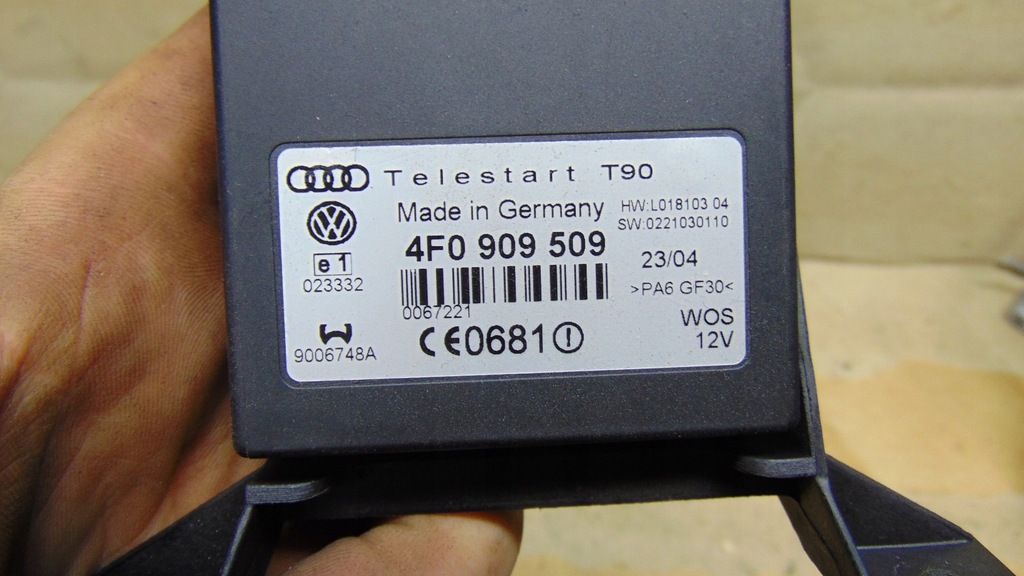 Telestart T90
Made in Germany
HW:L018103 04
SW:0221030110
4F0 909 509
23/04
e1
023332
0067221
>PA6 GF30<
9006748A
CE0681
WOS
12V